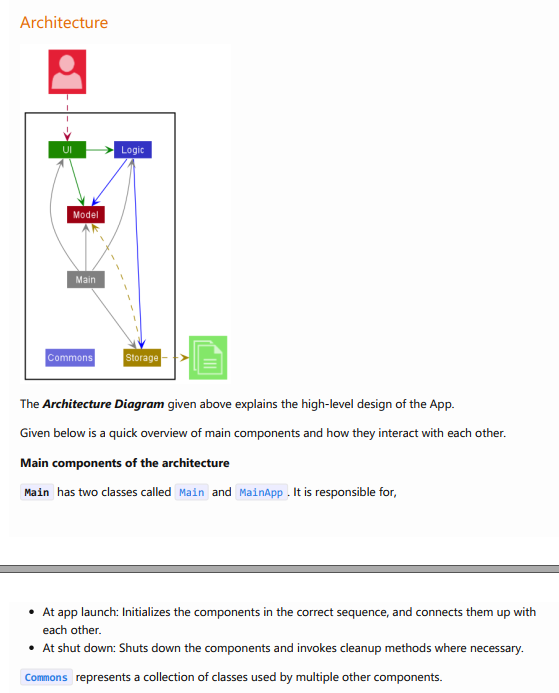 Architecture
UI
Logic
Model
Main
Commons
Storage
The Architecture Diagram given above explains the high-level design of the App.
Given below is a quick overview of main components and how they interact with each other.
Main components of the architecture
Main has two classes called Main and MainApp . It is responsible for,
• At app launch: Initializes the components in the correct sequence, and connects them up with
each other.
• At shut down: Shuts down the components and invokes cleanup methods where necessary.
Commons represents a collection of classes used by multiple other components.